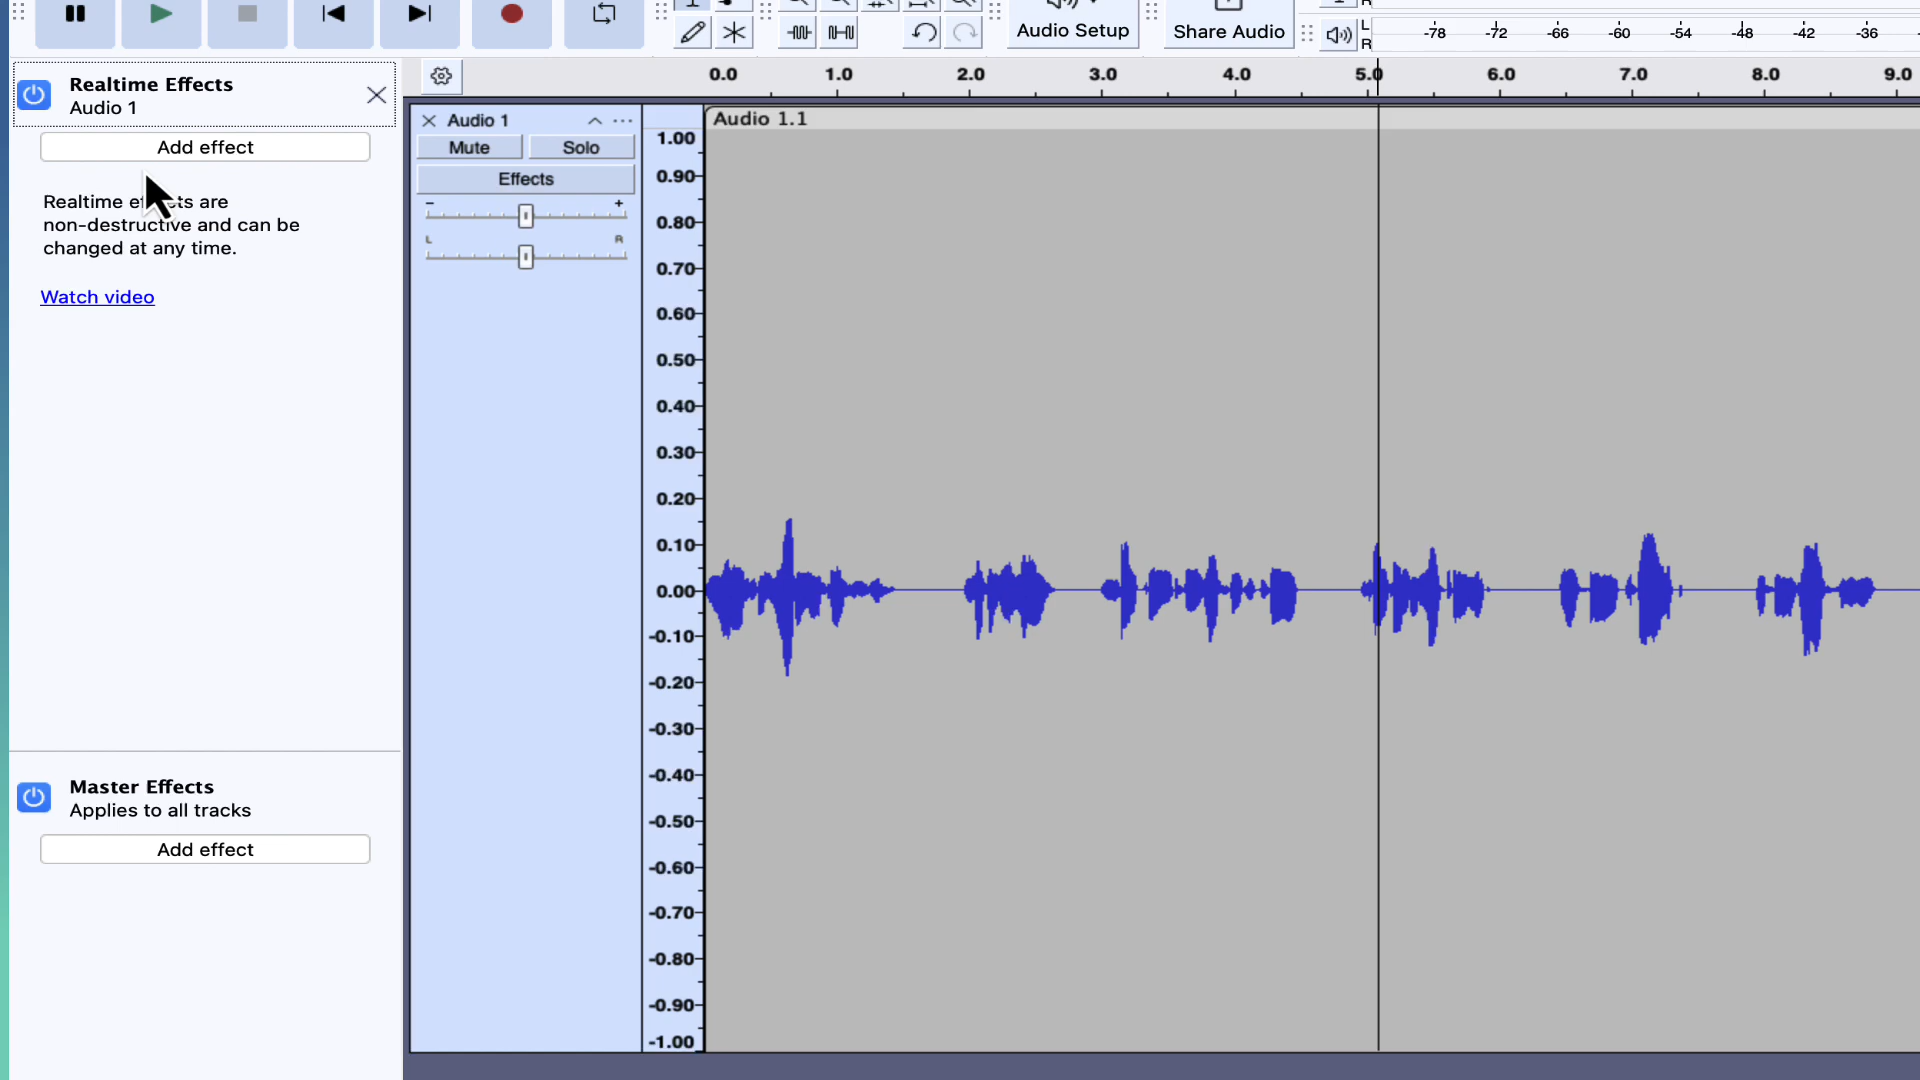 Audio Setup
Share Audio
L
R
R
-78 -72 -66 -60 -54 -48 -42 -36
Realtime Effects
Audio 1
Add effect
Realtime effects are
non-destructive and can be
changed at any time.
Watch video
Master Effects
Applies to all tracks
Add effect
0.0 1.0 2.0 3.0 4.0 5.0 6.0 7.0 8.0 9.0
Audio 1
Mute Solo
Effects
- +
L R
Audio 1.1
1.00
0.90
0.80
0.70
0.60
0.50
0.40
0.30
0.20
0.10
0.00
-0.10
-0.20
-0.30
-0.40
-0.50
-0.60
-0.70
-0.80
-0.90
-1.00